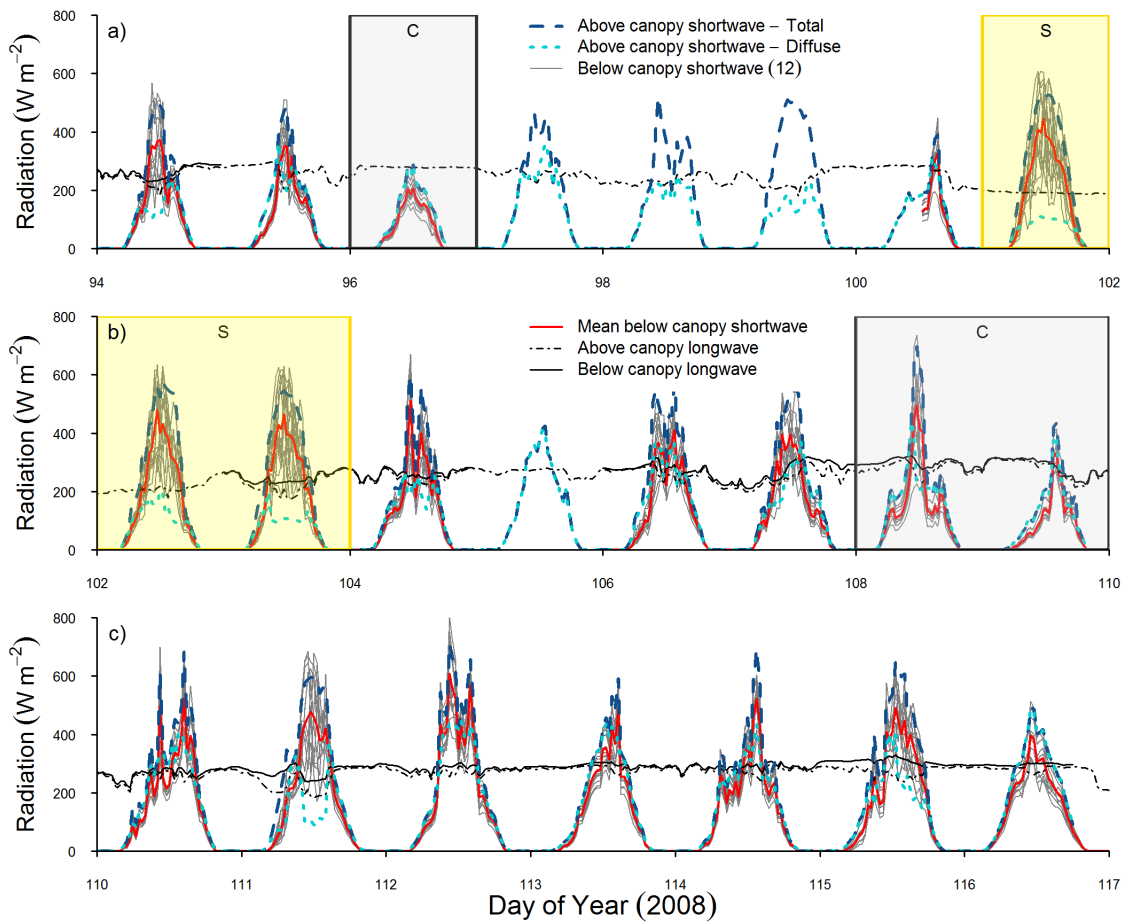 a)
C
S
Above canopy shortwave – Total
Above canopy shortwave – Diffuse
Below canopy shortwave (12)
Radiation (W m⁻²)
800
600
400
200
0
94 96 98 100 102
b)
S
C
Mean below canopy shortwave
Above canopy longwave
Below canopy longwave
Radiation (W m⁻²)
800
600
400
200
0
102 104 106 108 110
c)
Radiation (W m⁻²)
800
600
400
200
0
110 111 112 113 114 115 116 117
Day of Year (2008)